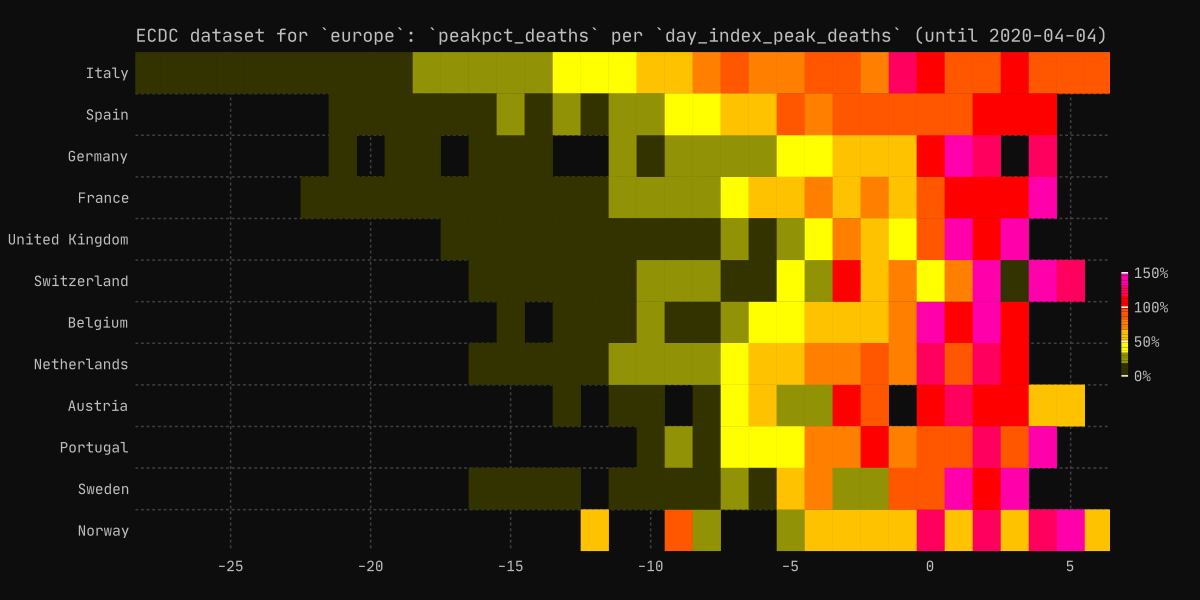 ECDC dataset for `europe`: `peakpct_deaths` per `day_index_peak_deaths` (until 2020-04-04)
Italy
Spain
Germany
France
United Kingdom
Switzerland
Belgium
Netherlands
Austria
Portugal
Sweden
Norway
150%
100%
50%
0%
−25 −20 −15 −10 −5 0 5